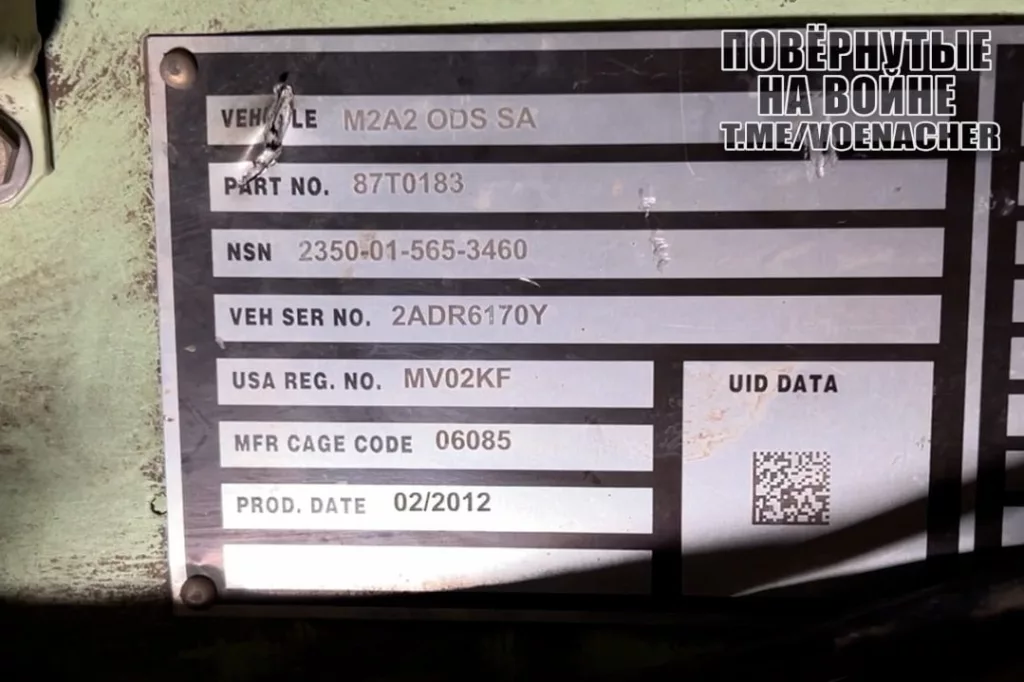 ПОВЁРНУТЫЕ
НА ВОЙНЕ
T.ME/VOENACHER
VEHICLE M2A2 ODS SA
PART NO. 87T0183
NSN 2350-01-565-3460
VEH SER NO. 2ADR6170Y
USA REG. NO. MV02KF
MFR CAGE CODE 06085
PROD. DATE 02/2012
UID DATA